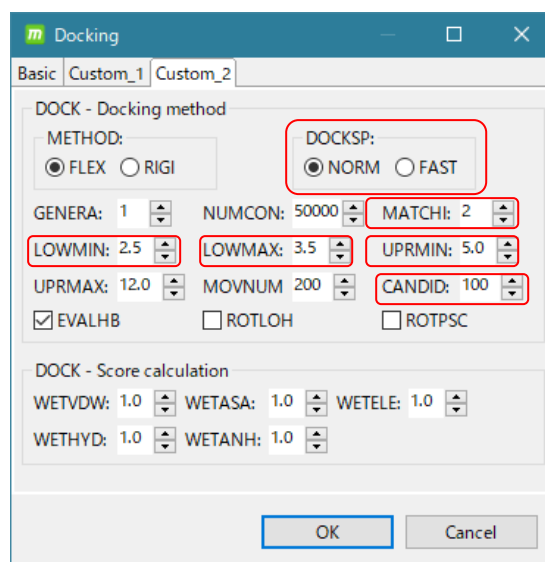 m Docking
Basic Custom_1 Custom_2
DOCK - Docking method
METHOD: DOCKSP:
FLEX RIGI NORM FAST
GENERA: 1 NUMCON: 50000 MATCHI: 2
LOWMIN: 2.5 LOWMAX: 3.5 UPRMIN: 5.0
UPRMAX: 12.0 MOVNUM 200 CANDID: 100
EVALHB ROTLOH ROTPSC
DOCK - Score calculation
WETVDW: 1.0 WETASA: 1.0 WETELE: 1.0
WETHYD: 1.0 WETANH: 1.0
OK Cancel